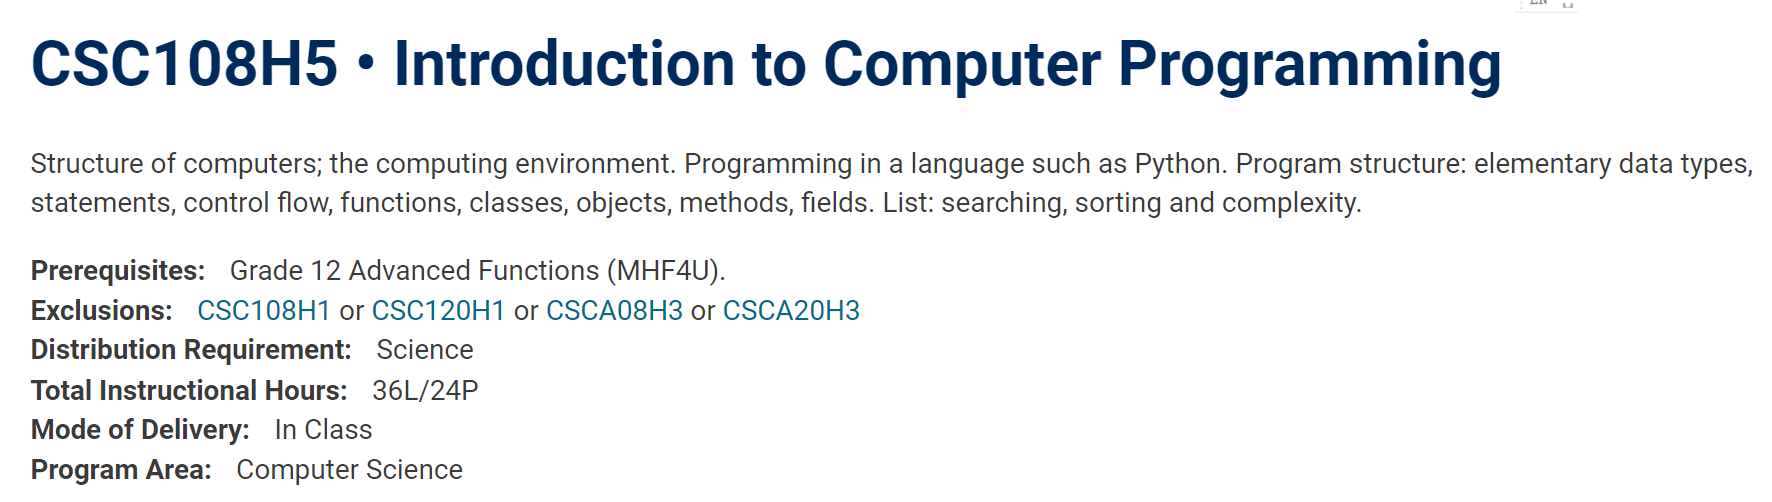 CSC108H5 • Introduction to Computer Programming
Structure of computers; the computing environment. Programming in a language such as Python. Program structure: elementary data types,
statements, control flow, functions, classes, objects, methods, fields. List: searching, sorting and complexity.
Prerequisites: Grade 12 Advanced Functions (MHF4U).
Exclusions: CSC108H1 or CSC120H1 or CSCA08H3 or CSCA20H3
Distribution Requirement: Science
Total Instructional Hours: 36L/24P
Mode of Delivery: In Class
Program Area: Computer Science